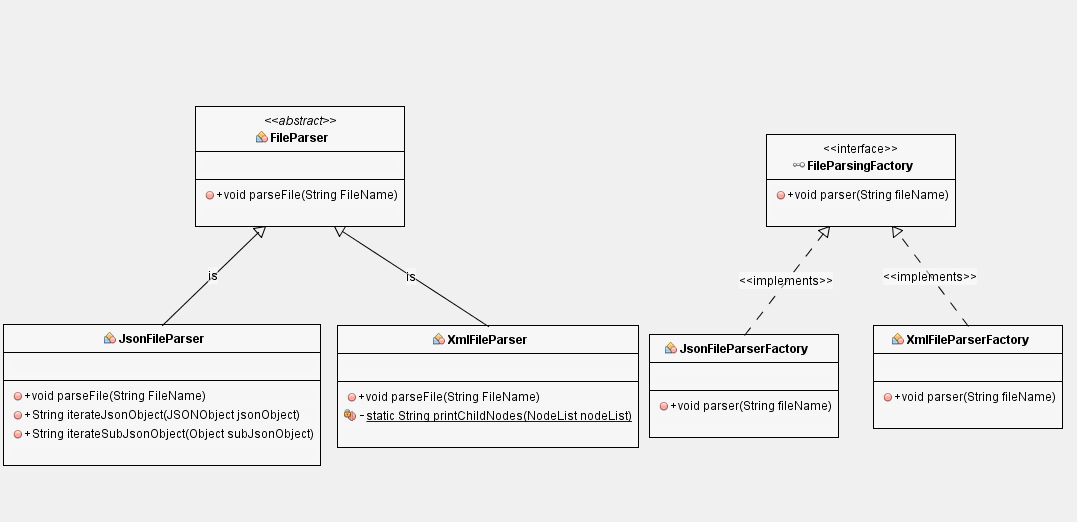 <<abstract>>
FileParser
+void parseFile(String FileName)
<<interface>>
FileParsingFactory
+void parser(String fileName)
is
is
<<implements>>
<<implements>>
JsonFileParser
+void parseFile(String FileName)
+String iterateJsonObject(JSONObject jsonObject)
+String iterateSubJsonObject(Object subJsonObject)
XmlFileParser
+void parseFile(String FileName)
-static String printChildNodes(NodeList nodeList)
JsonFileParserFactory
+void parser(String fileName)
XmlFileParserFactory
+void parser(String fileName)